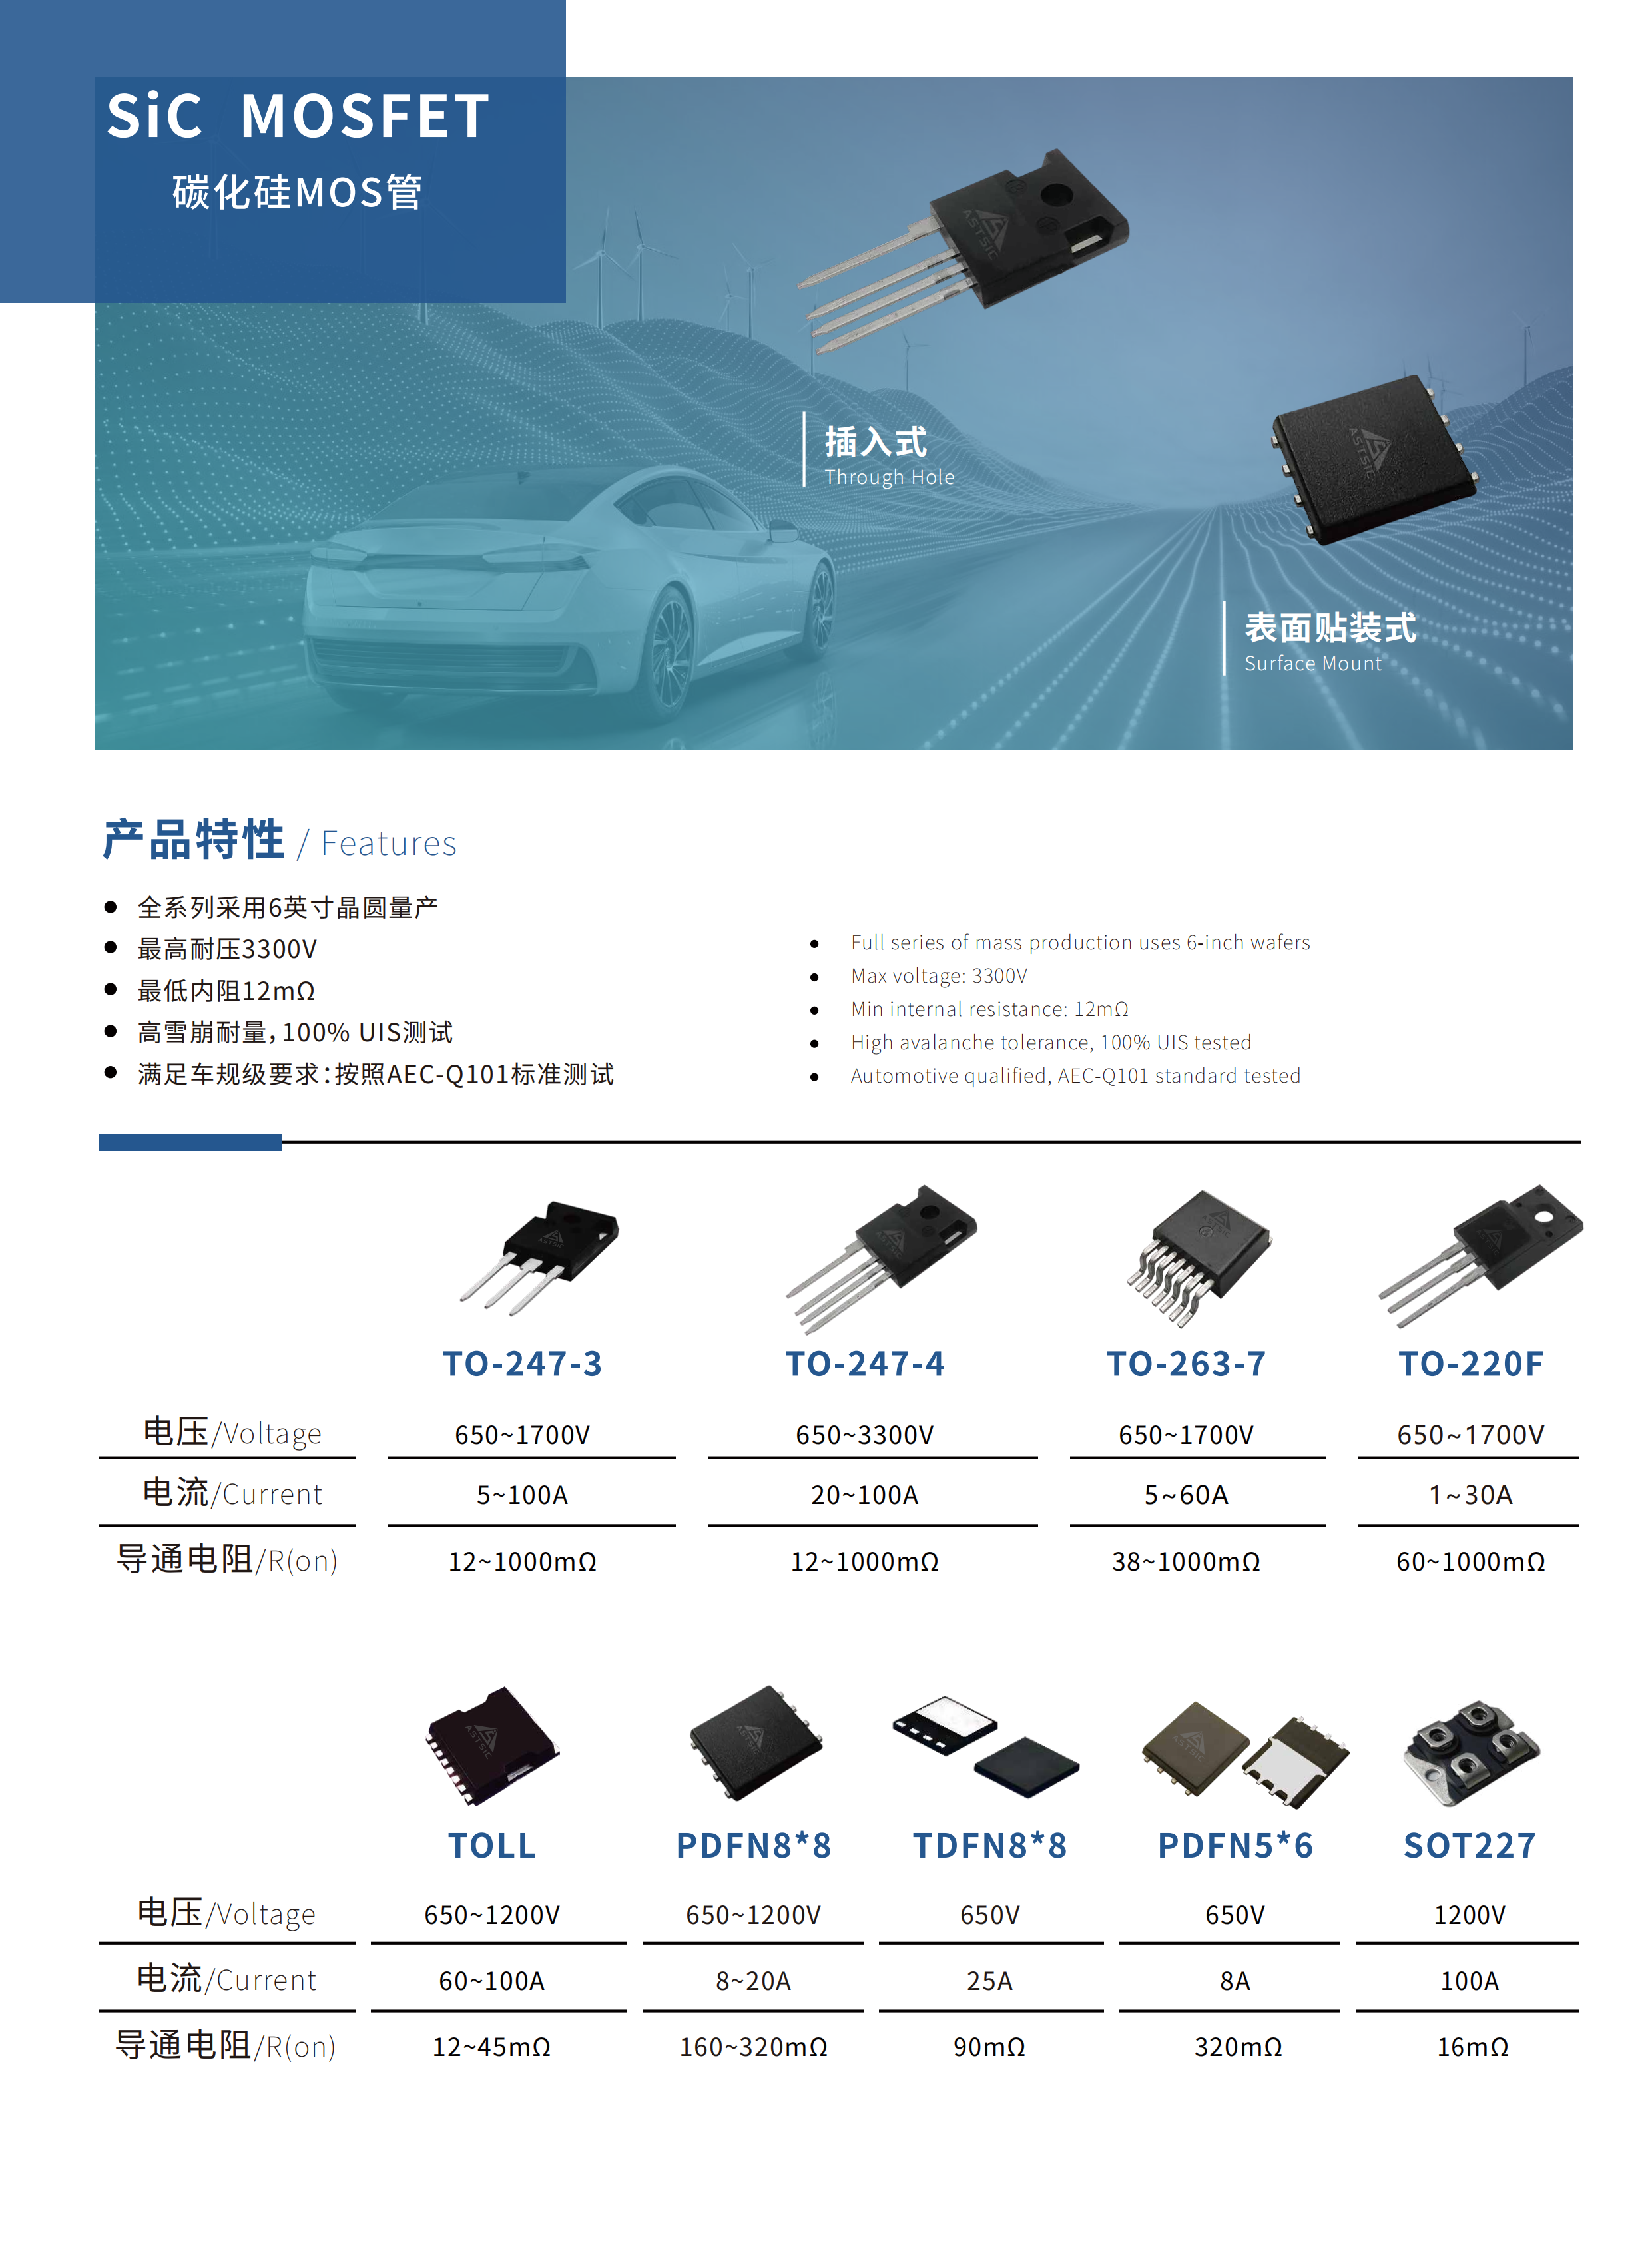 SiC MOSFET
碳化硅MOS管
ASTSIC
插入式
Through Hole
ASTSIC
表面贴装式
Surface Mount
产品特性 / Features
● 全系列采用6英寸晶圆量产
● 最高耐压3300V
● 最低内阻12mΩ
● 高雪崩耐量，100% UIS测试
● 满足车规级要求：按照AEC-Q101标准测试
● Full series of mass production uses 6-inch wafers
● Max voltage: 3300V
● Min internal resistance: 12mΩ
● High avalanche tolerance, 100% UIS tested
● Automotive qualified, AEC-Q101 standard tested
ASTSIC ASTSIC ASTSIC ASTSIC
TO-247-3 TO-247-4 TO-263-7 TO-220F
电压/Voltage 650~1700V 650~3300V 650~1700V 650~1700V
电流/Current 5~100A 20~100A 5~60A 1~30A
导通电阻/R(on) 12~1000mΩ 12~1000mΩ 38~1000mΩ 60~1000mΩ
ASTSIC ASTSIC ASTSIC
TOLL PDFN8*8 TDFN8*8 PDFN5*6 SOT227
电压/Voltage 650~1200V 650~1200V 650V 650V 1200V
电流/Current 60~100A 8~20A 25A 8A 100A
导通电阻/R(on) 12~45mΩ 160~320mΩ 90mΩ 320mΩ 16mΩ